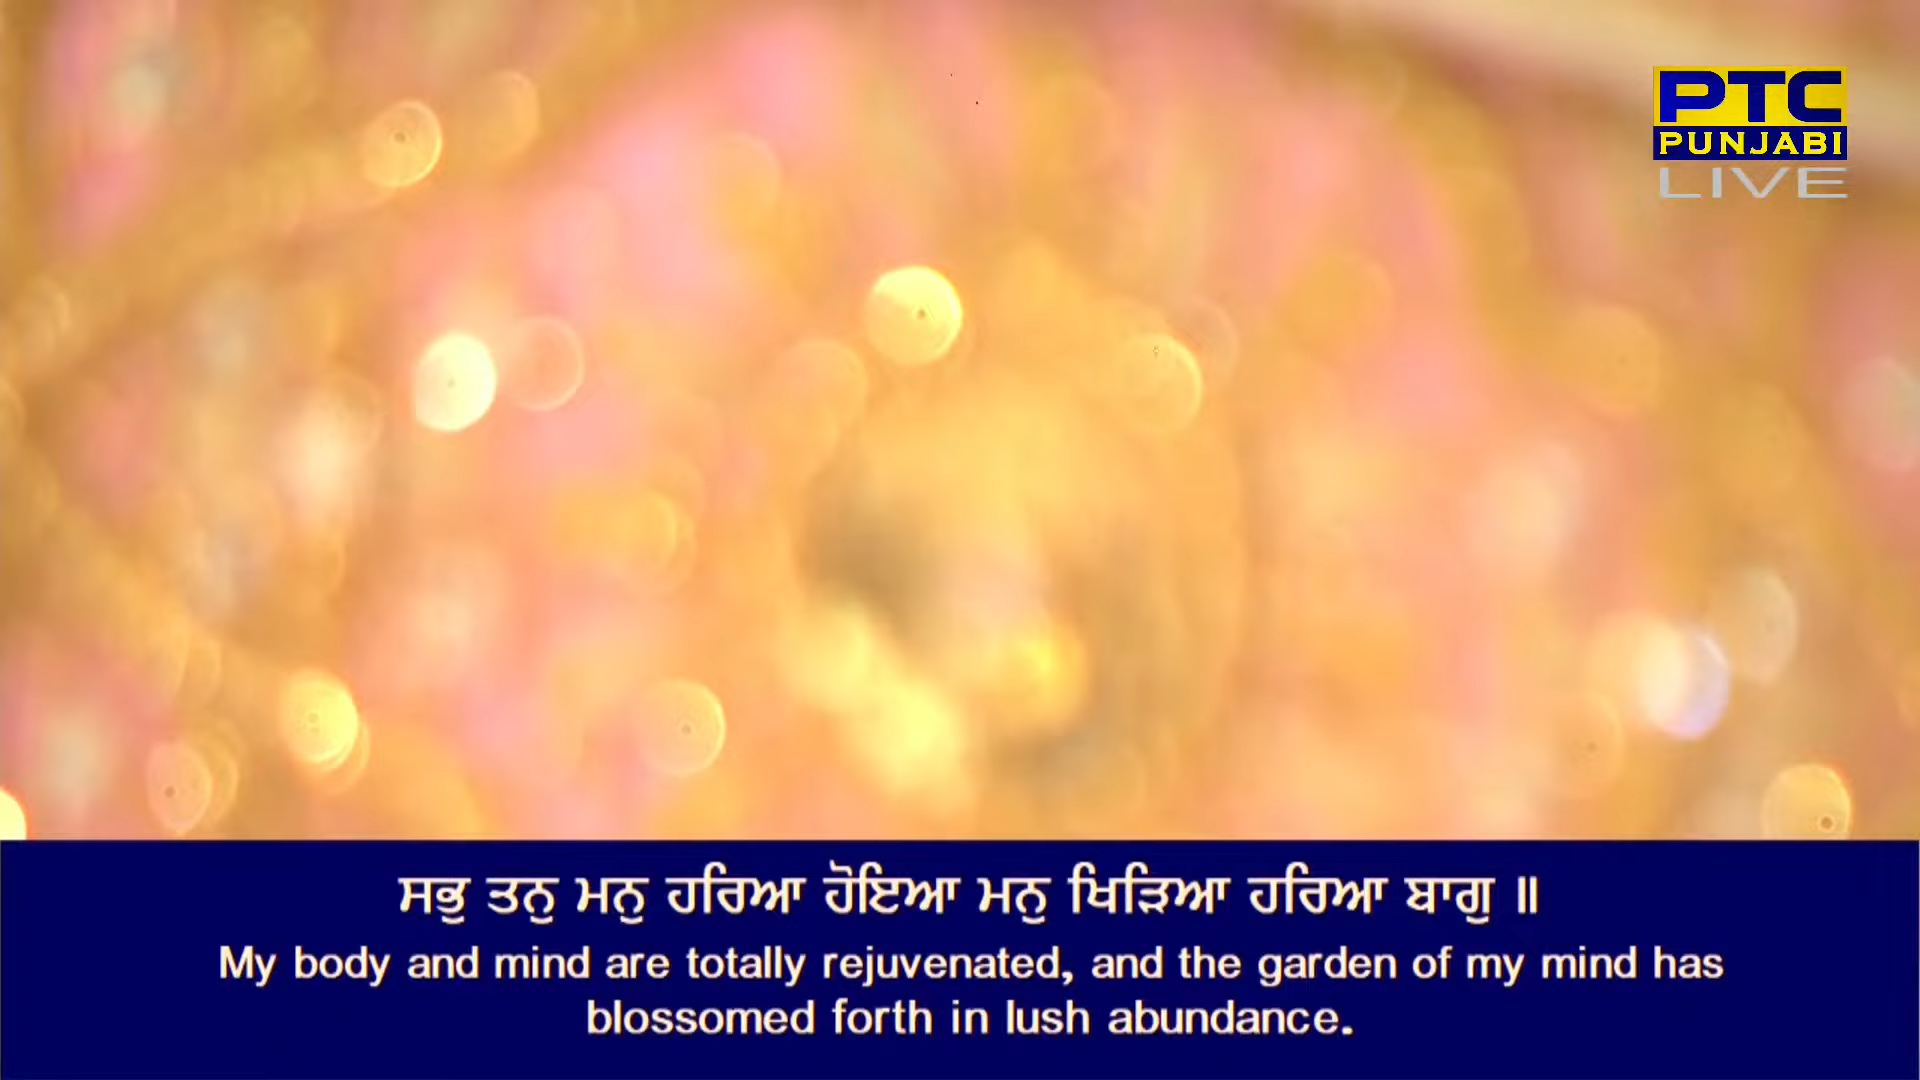 PTC
PUNJABI
LIVE
ਸਭੁ ਤਨੁ ਮਨੁ ਹਰਿਆ ਹੋਇਆ ਮਨੁ ਖਿੜਿਆ ਹਰਿਆ ਬਾਗੁ ॥
My body and mind are totally rejuvenated, and the garden of my mind has
blossomed forth in lush abundance.